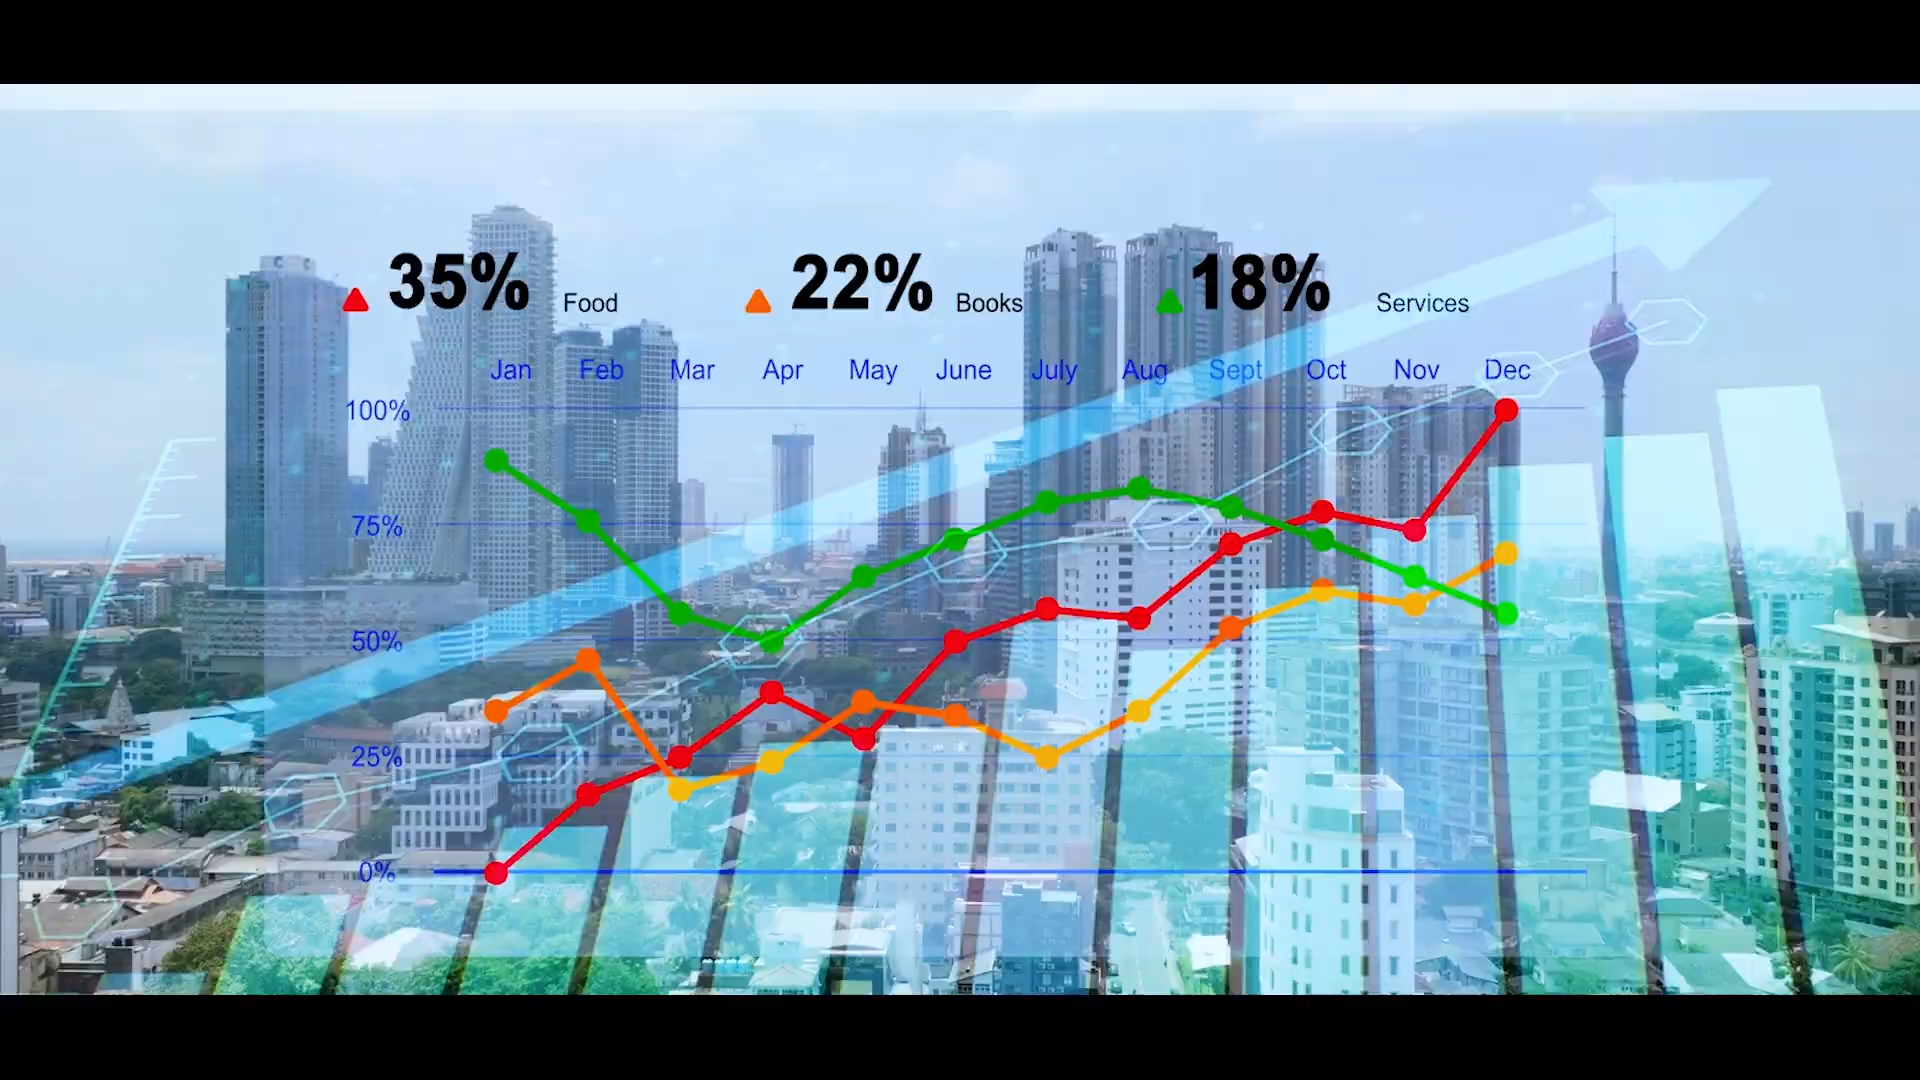 35% Food 22% Books 18% Services
Jan Feb Mar Apr May June July Aug Sept Oct Nov Dec
100%
75%
50%
25%
0%